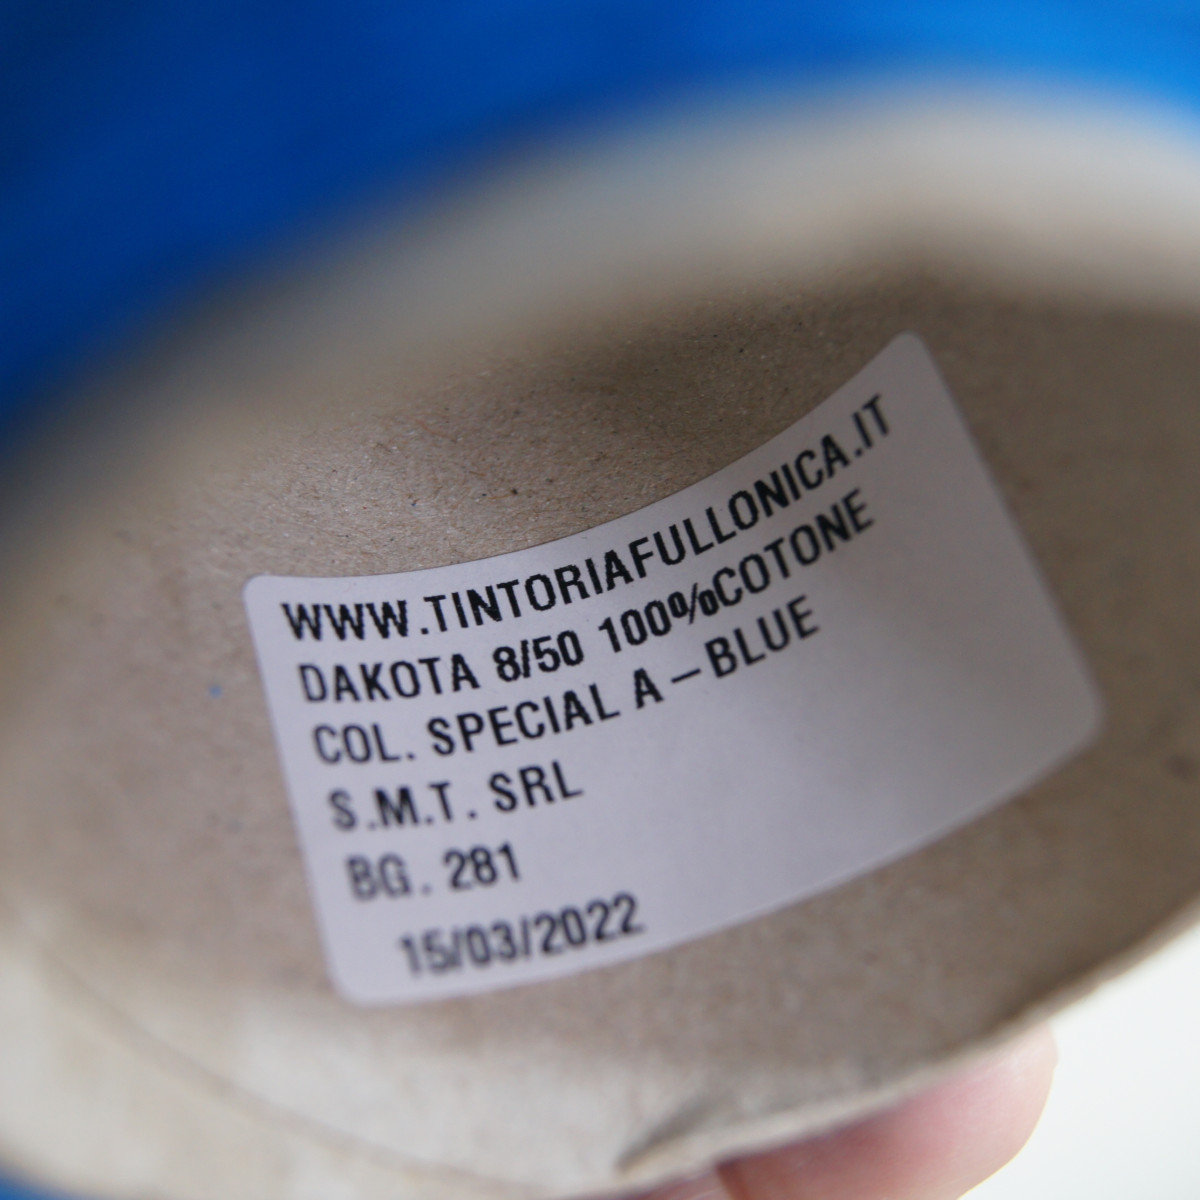 WWW.TINTORIAFULLONICA.IT
DAKOTA 8/50 100%COTONE
COL. SPECIAL A-BLUE
S.M.T. SRL
BG. 281
15/03/2022